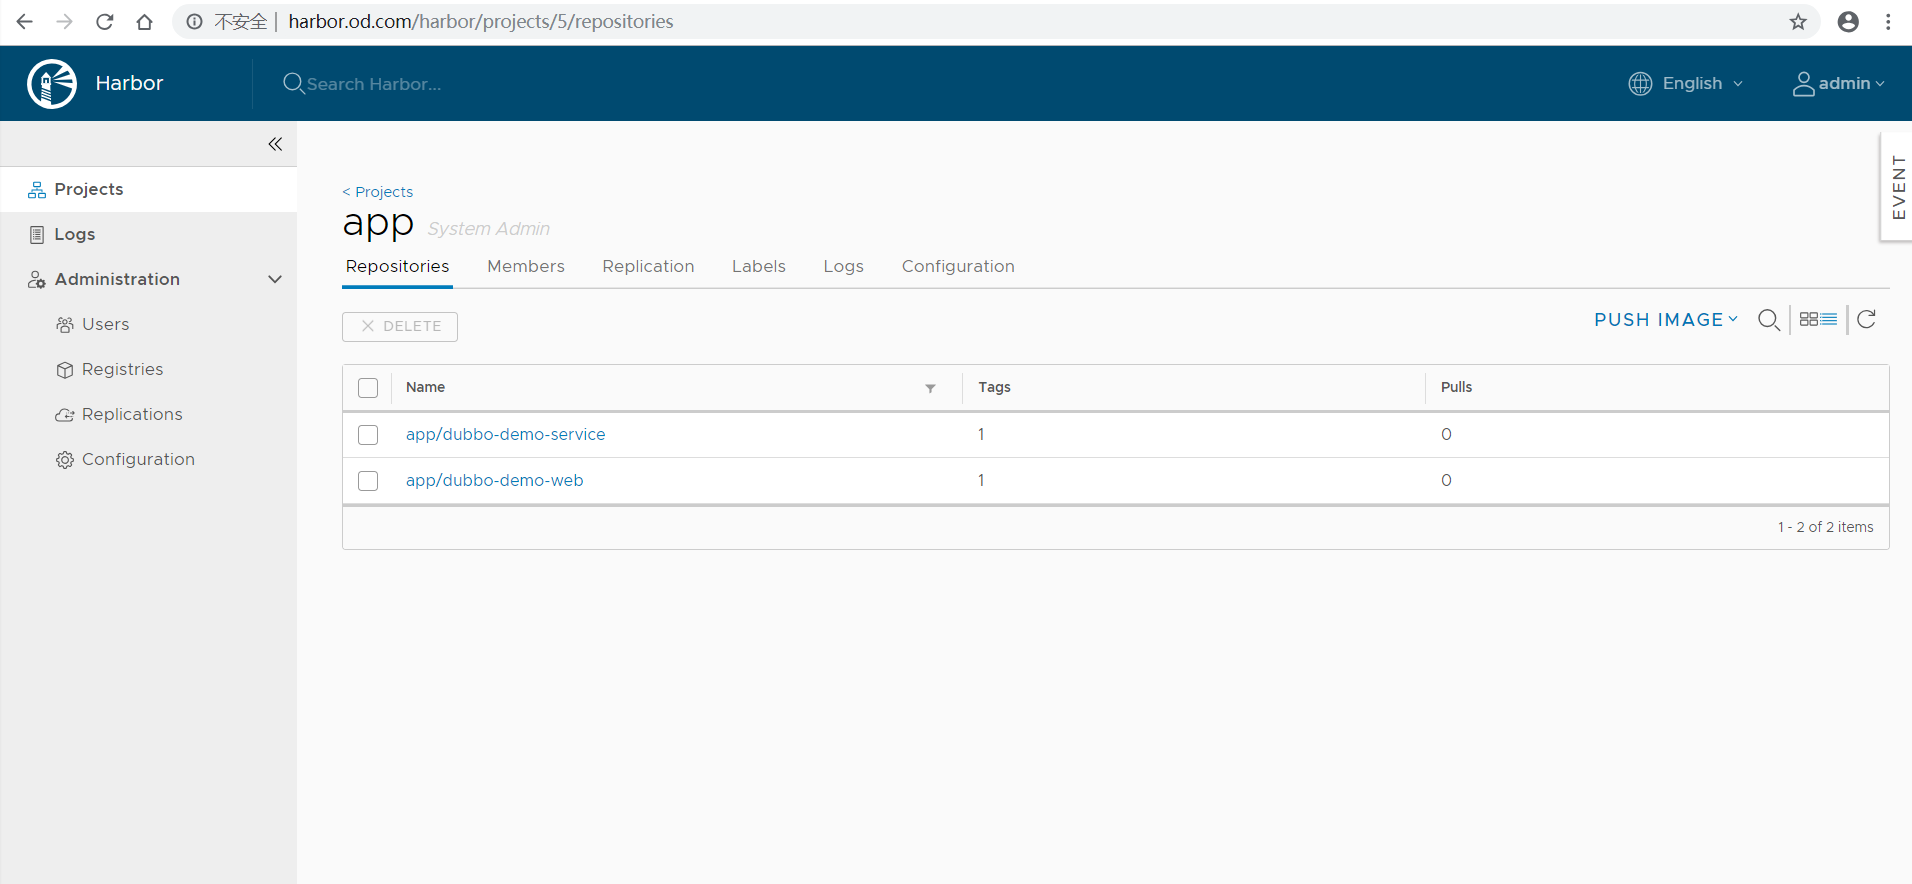 不安全 | harbor.od.com/harbor/projects/5/repositories
Harbor
Search Harbor...
English
admin
EVENT
Projects
Logs
Administration
Users
Registries
Replications
Configuration
< Projects
app System Admin
Repositories Members Replication Labels Logs Configuration
DELETE
PUSH IMAGE
Name Tags Pulls
app/dubbo-demo-service 1 0
app/dubbo-demo-web 1 0
1 - 2 of 2 items